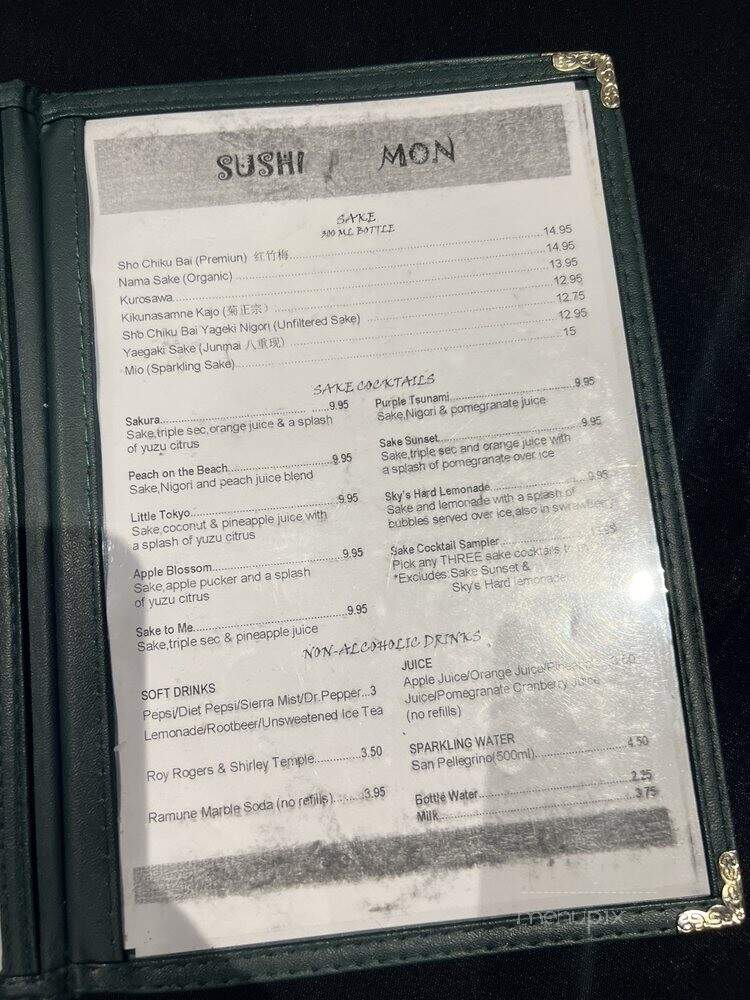 SUSHI MON
SAKE
300 ML BOTTLE
Sho Chiku Bai (Premiun) 红竹梅 14.95
Nama Sake (Organic) 14.95
Kurosawa 13.95
Kikunasamne Kajo (菊正宗) 12.95
Sho Chiku Bai Yageki Nigori (Unfiltered Sake) 12.75
Yaegaki Sake (Junmai 八重现) 12.95
Mio (Sparkling Sake) 15
SAKE COCKTAILS
Sakura 9.95
Sake,triple sec,orange juice & a splash
of yuzu citrus
Peach on the Beach 9.95
Sake,Nigori and peach juice blend
Little Tokyo 9.95
Sake,coconut & pineapple juice with
a splash of yuzu citrus
Apple Blossom 9.95
Sake,apple pucker and a splash
of yuzu citrus
Sake to Me 9.95
Sake,triple sec & pineapple juice
Purple Tsunami 9.95
Sake,Nigori & pomegranate juice
Sake Sunset 9.95
Sake,triple sec and orange juice with
a splash of pomegranate over ice
Sky's Hard Lemonade 9.95
Sake and lemonade with a splash of
bubbles served over ice,also in
Sake Cocktail Sampler
Pick any THREE sake cocktails
*Excludes:Sake Sunset &
Sky's Hard lemonade
NON-ALCOHOLIC DRINKS
SOFT DRINKS
Pepsi/Diet Pepsi/Sierra Mist/Dr.Pepper...3
Lemonade/Rootbeer/Unsweetened Ice Tea
Roy Rogers & Shirley Temple 3.50
Ramune Marble Soda (no refills) 3.95
JUICE
Apple Juice/Orange Juice/Pineapple
Juice/Pomegranate Cranberry Juice
(no refills)
SPARKLING WATER
San Pellegrino(500ml) 4.50
Bottle Water 2.25
Milk 3.75
menupix